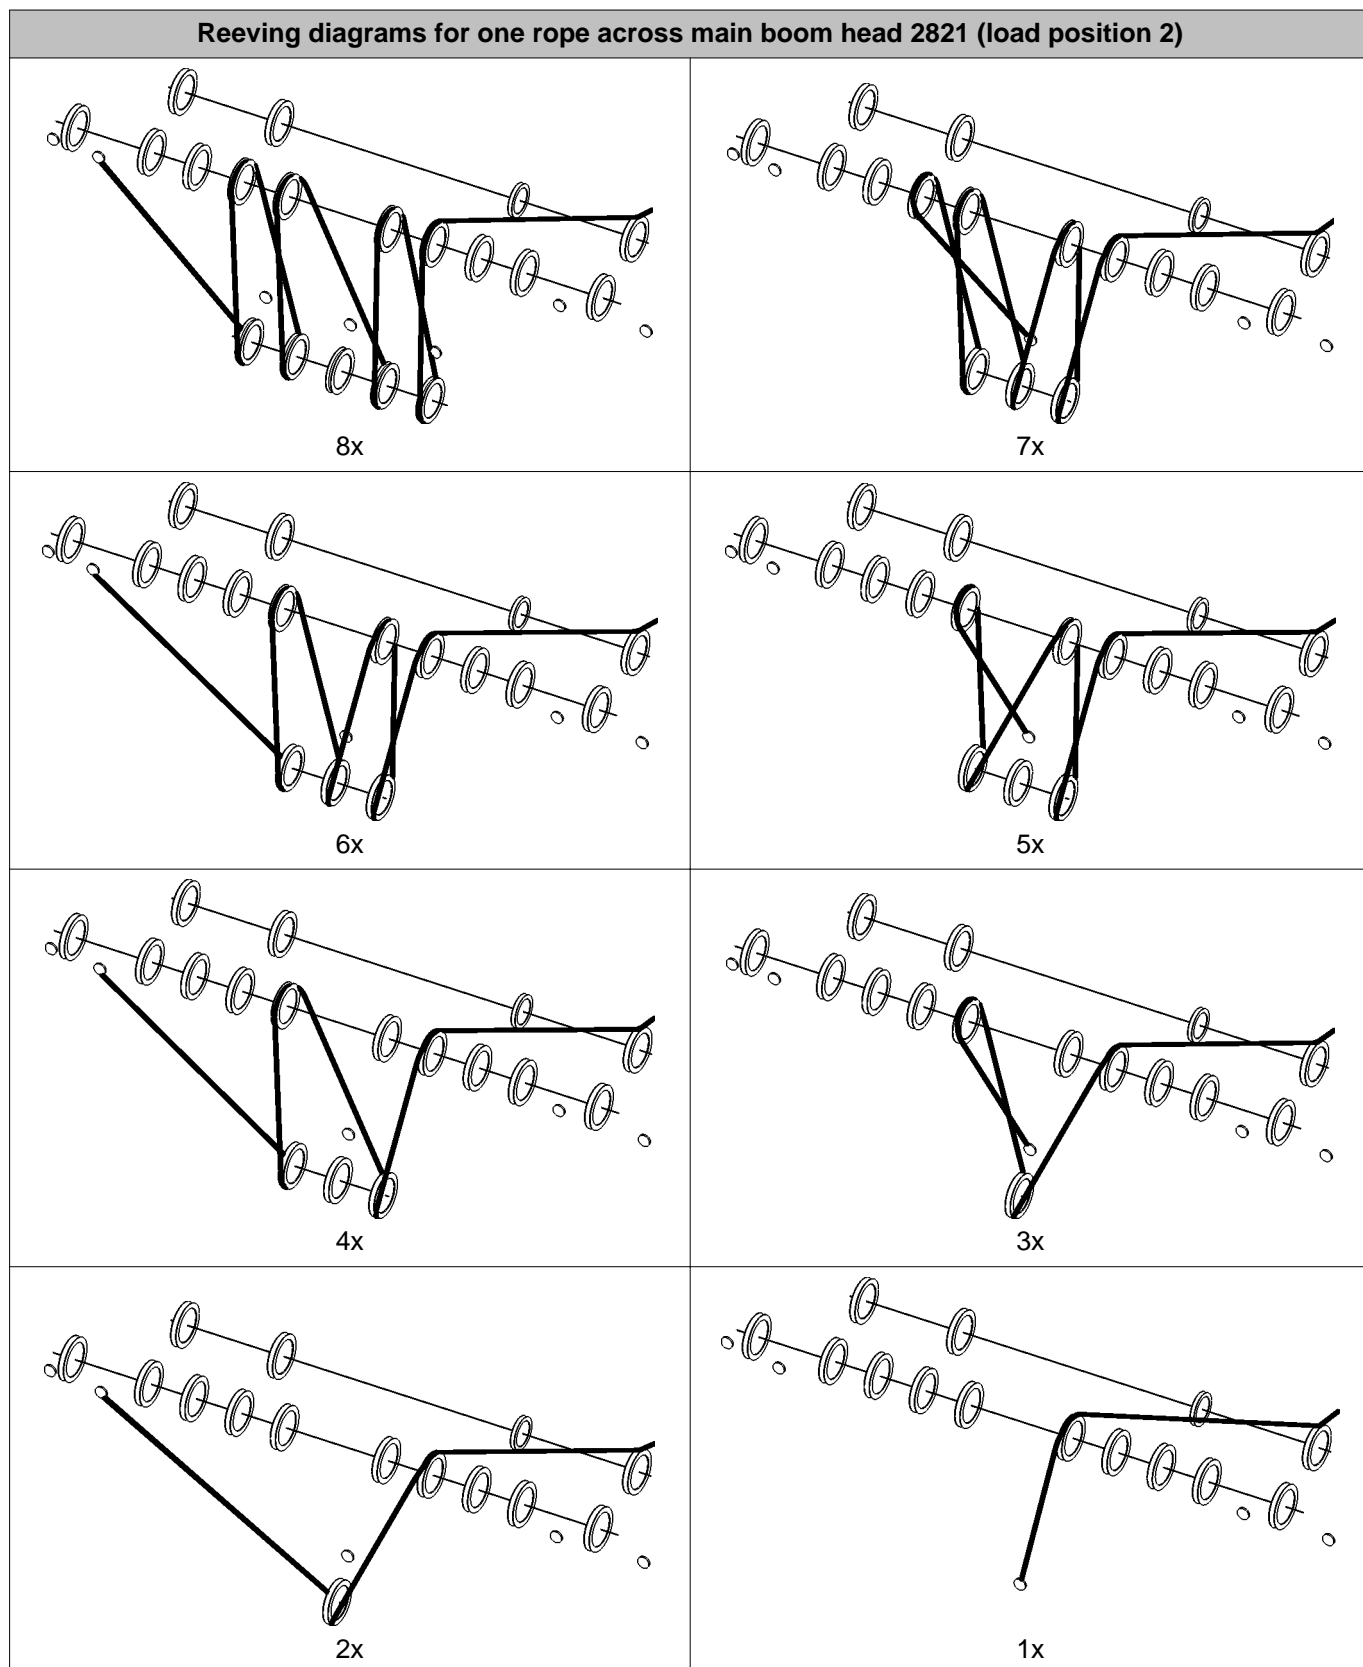 Reeving diagrams for one rope across main boom head 2821 (load position 2)
8x
7x
6x
5x
4x
3x
2x
1x